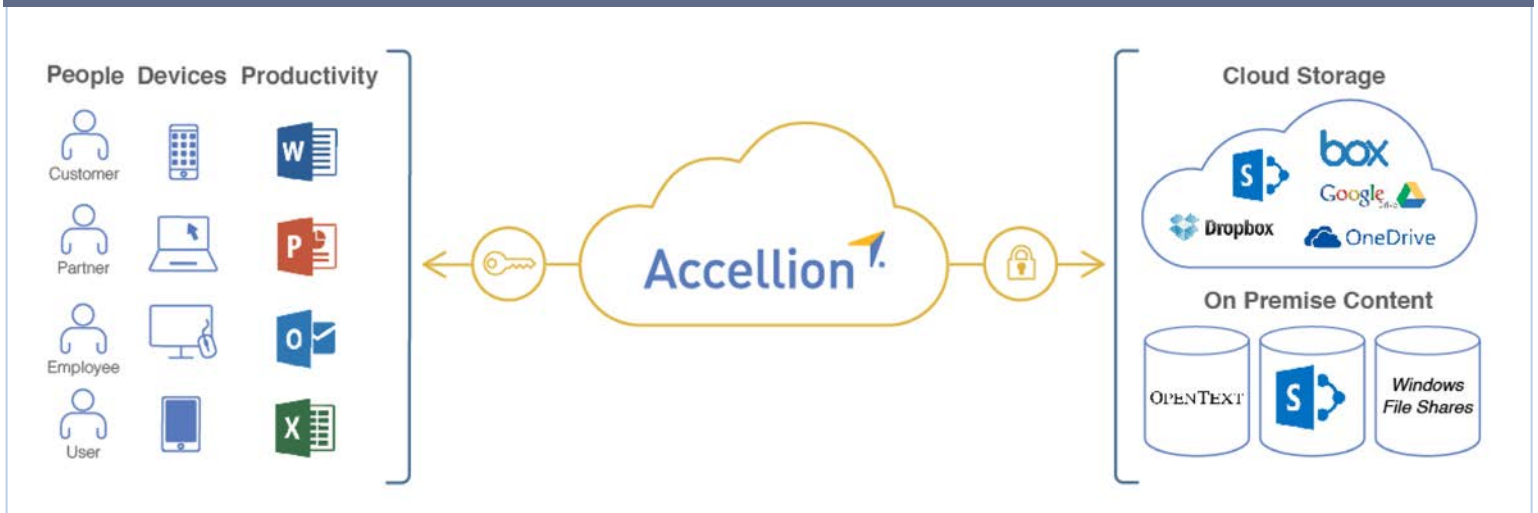 People Devices Productivity
Customer
W
Partner
P
Employee
O
User
X
Accellion
Cloud Storage
S
box
Google
Dropbox
OneDrive
On Premise Content
OPENTEXT
S
Windows
File Shares